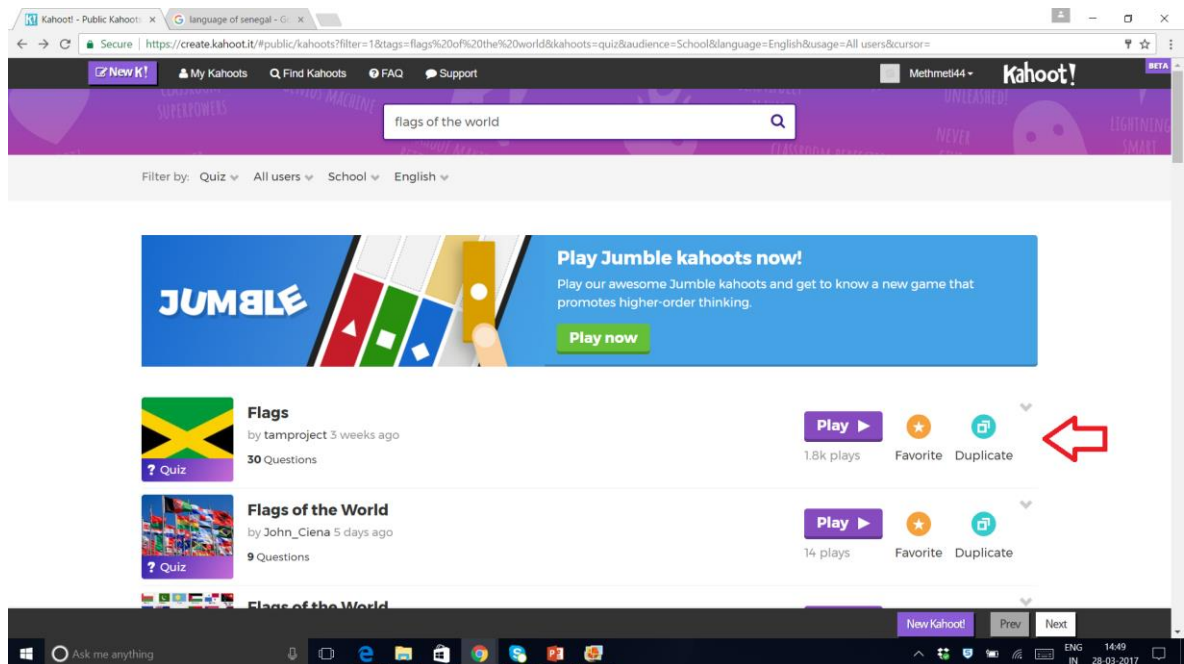 Kahoot! - Public Kahoots
language of senegal - Go
Secure | https://create.kahoot.it/#public/kahoots?filter=1&tags=flags%20of%20the%20world&kahoots=quiz&audience=School&language=English&usage=All users&cursor=
New K! My Kahoots Find Kahoots FAQ Support Methmeti44 Kahoot! BETA
SUPERPOWERS
UNLEASHED!
flags of the world
NEVER
LIGHTNING
SMART
Filter by: Quiz All users School English
JUMBLE
Play Jumble kahoots now!
Play our awesome Jumble kahoots and get to know a new game that
promotes higher-order thinking.
Play now
Flags
by tamproject 3 weeks ago
30 Questions
? Quiz
Play
1.8k plays
Favorite Duplicate
Flags of the World
by John_Ciena 5 days ago
9 Questions
? Quiz
Play
14 plays
Favorite Duplicate
Flags of the World
New Kahoot! Prev Next
Ask me anything
ENG 14:49
IN 28-03-2017